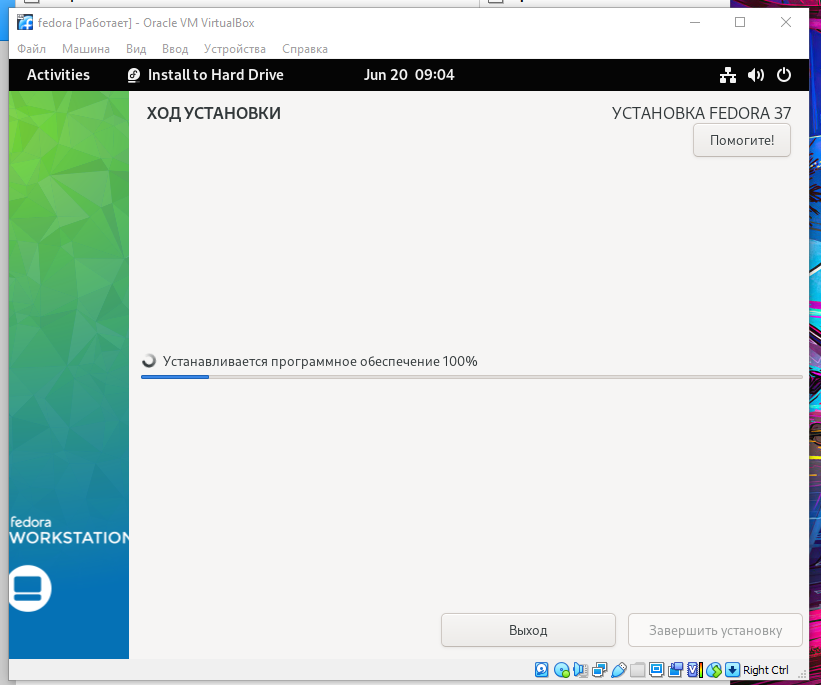 fedora [Работает] - Oracle VM VirtualBox
Файл Машина Вид Ввод Устройства Справка
Activities Install to Hard Drive Jun 20 09:04
ХОД УСТАНОВКИ УСТАНОВКА FEDORA 37
Помогите!
Устанавливается программное обеспечение 100%
fedora
WORKSTATION
Выход Завершить установку
Right Ctrl